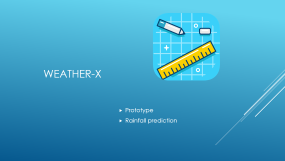 WEATHER-X
Prototype
Rainfall prediction